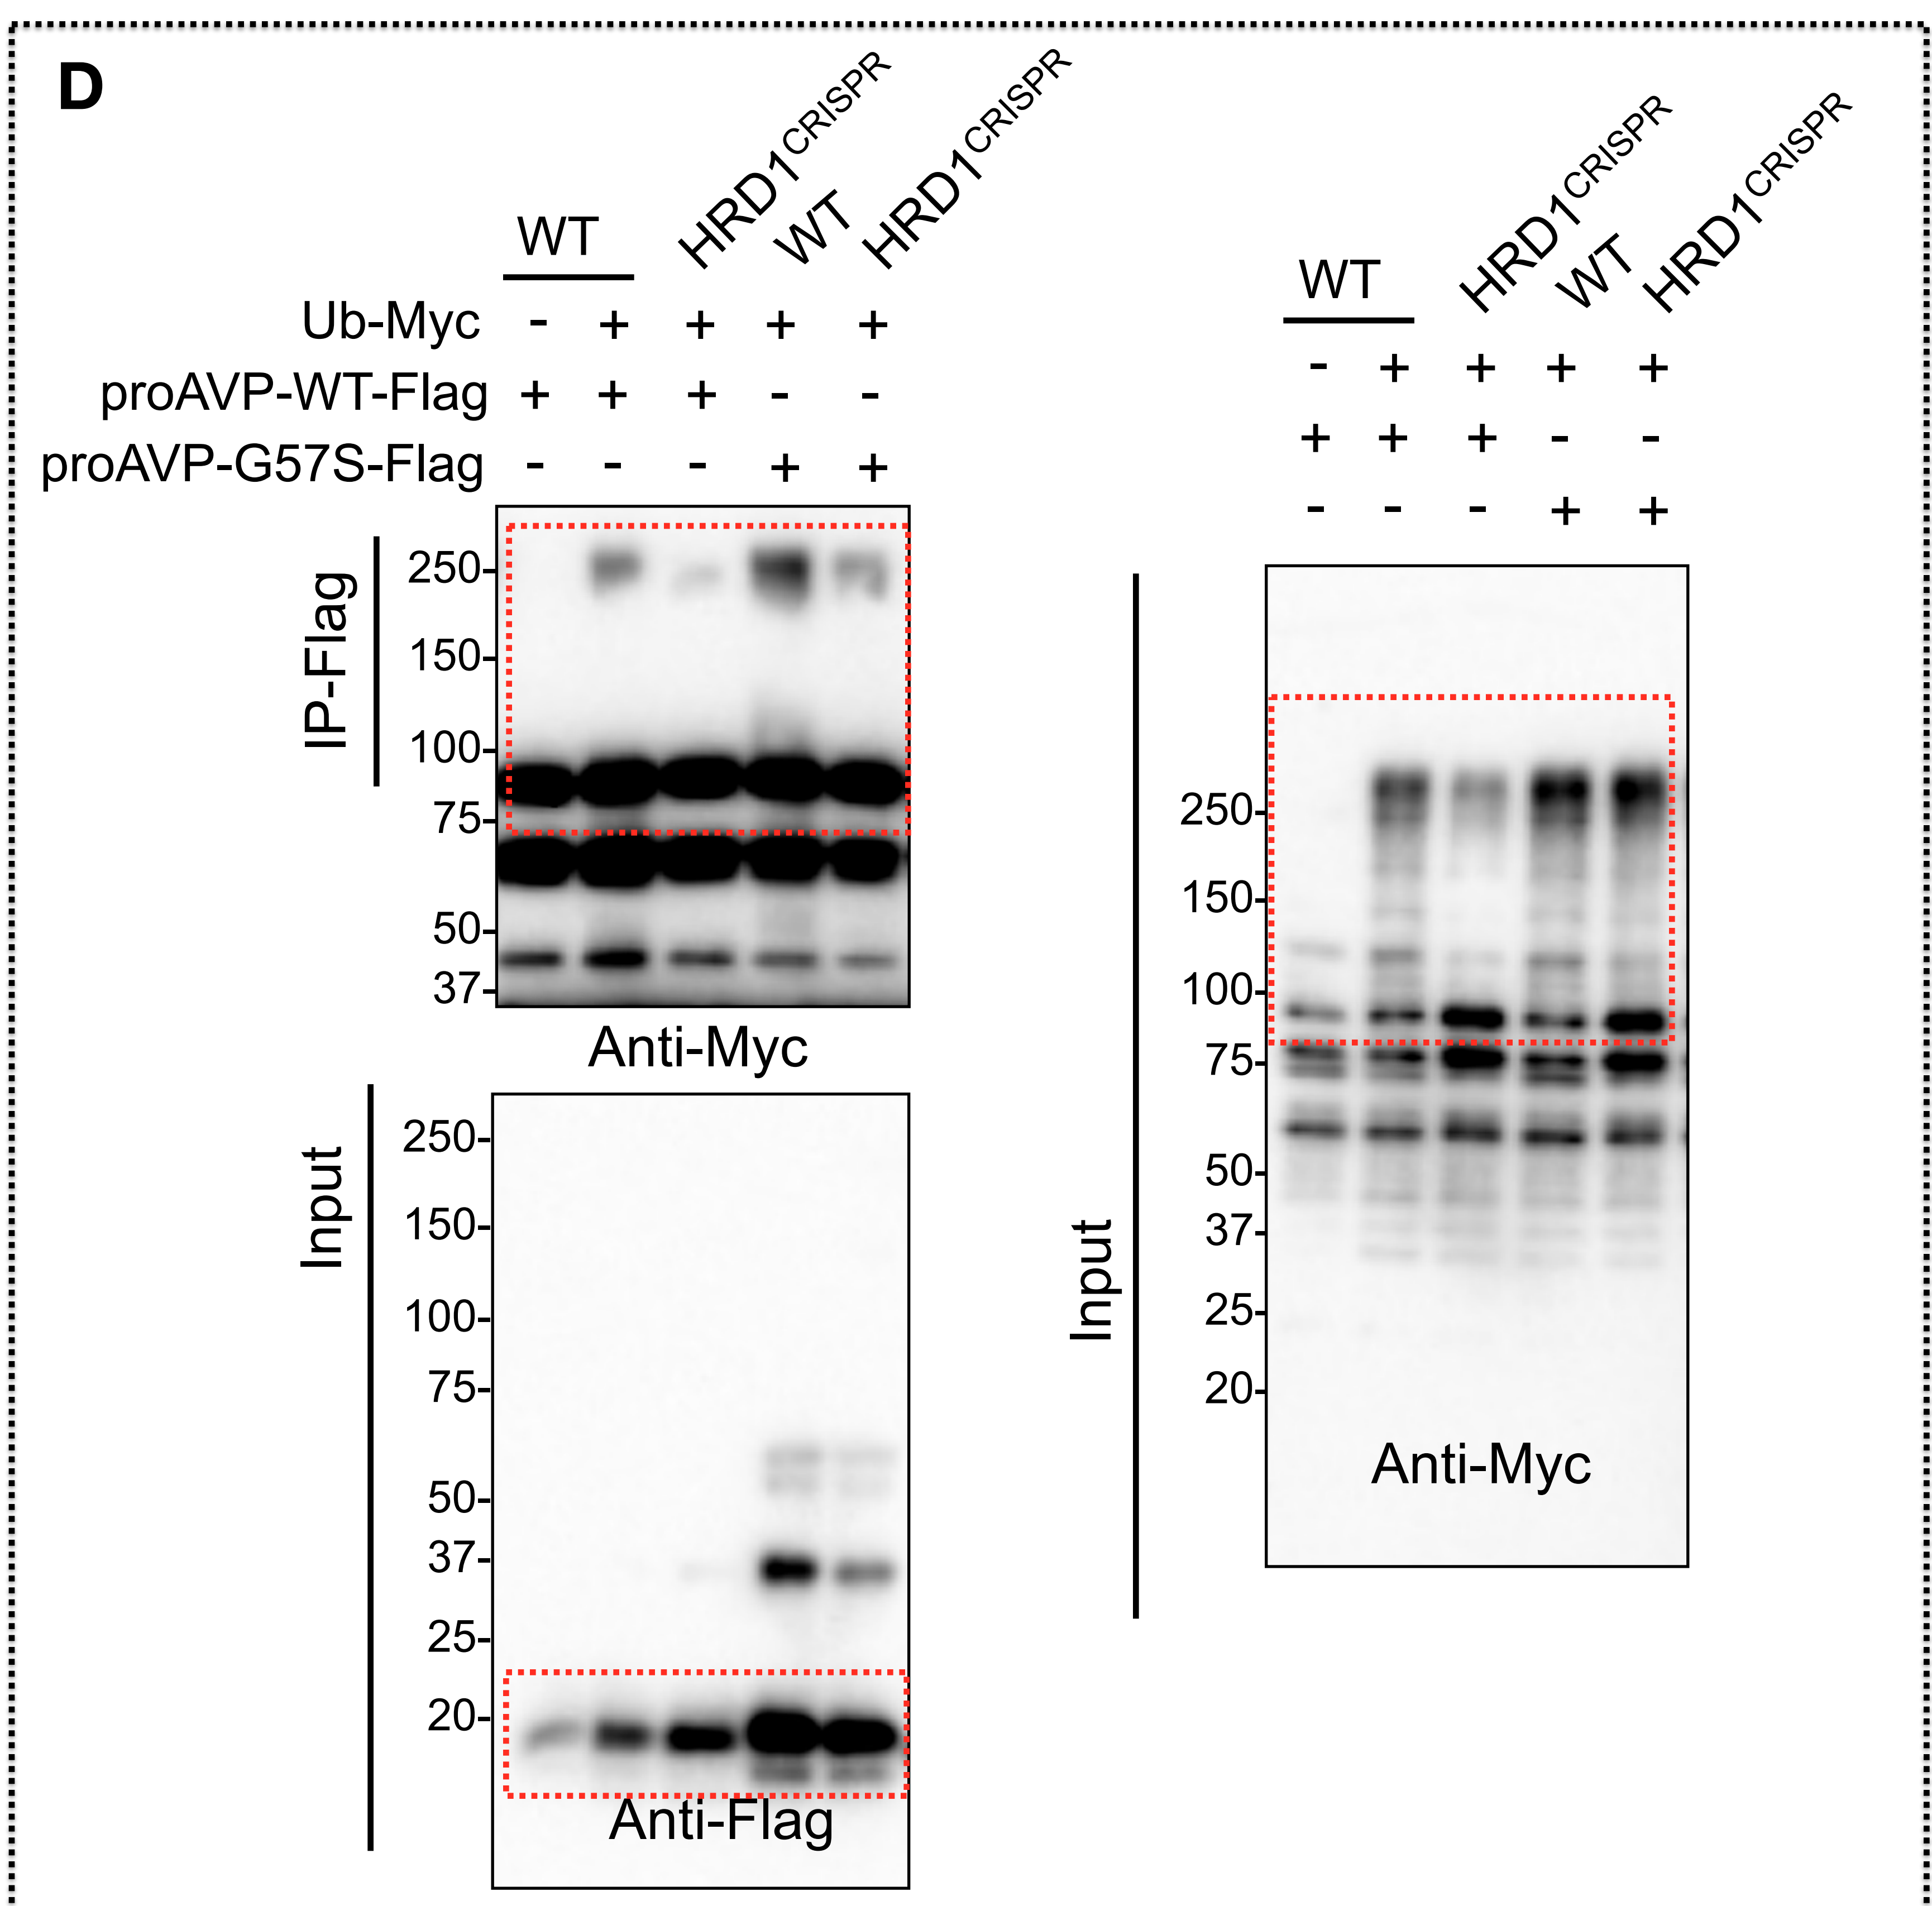 D
WT HRD1CRISPR WT HRD1CRISPR
Ub-Myc - + + + +
proAVP-WT-Flag + + + - -
proAVP-G57S-Flag - - - + +
IP-Flag
250-
150-
100-
75-
50-
37-
Anti-Myc
Input
250-
150-
100-
75-
50-
37-
25-
20-
Anti-Flag
WT HRD1CRISPR WT HRD1CRISPR
- + + + +
+ + + - -
- - - + +
Input
250-
150-
100-
75-
50-
37-
25-
20-
Anti-Myc